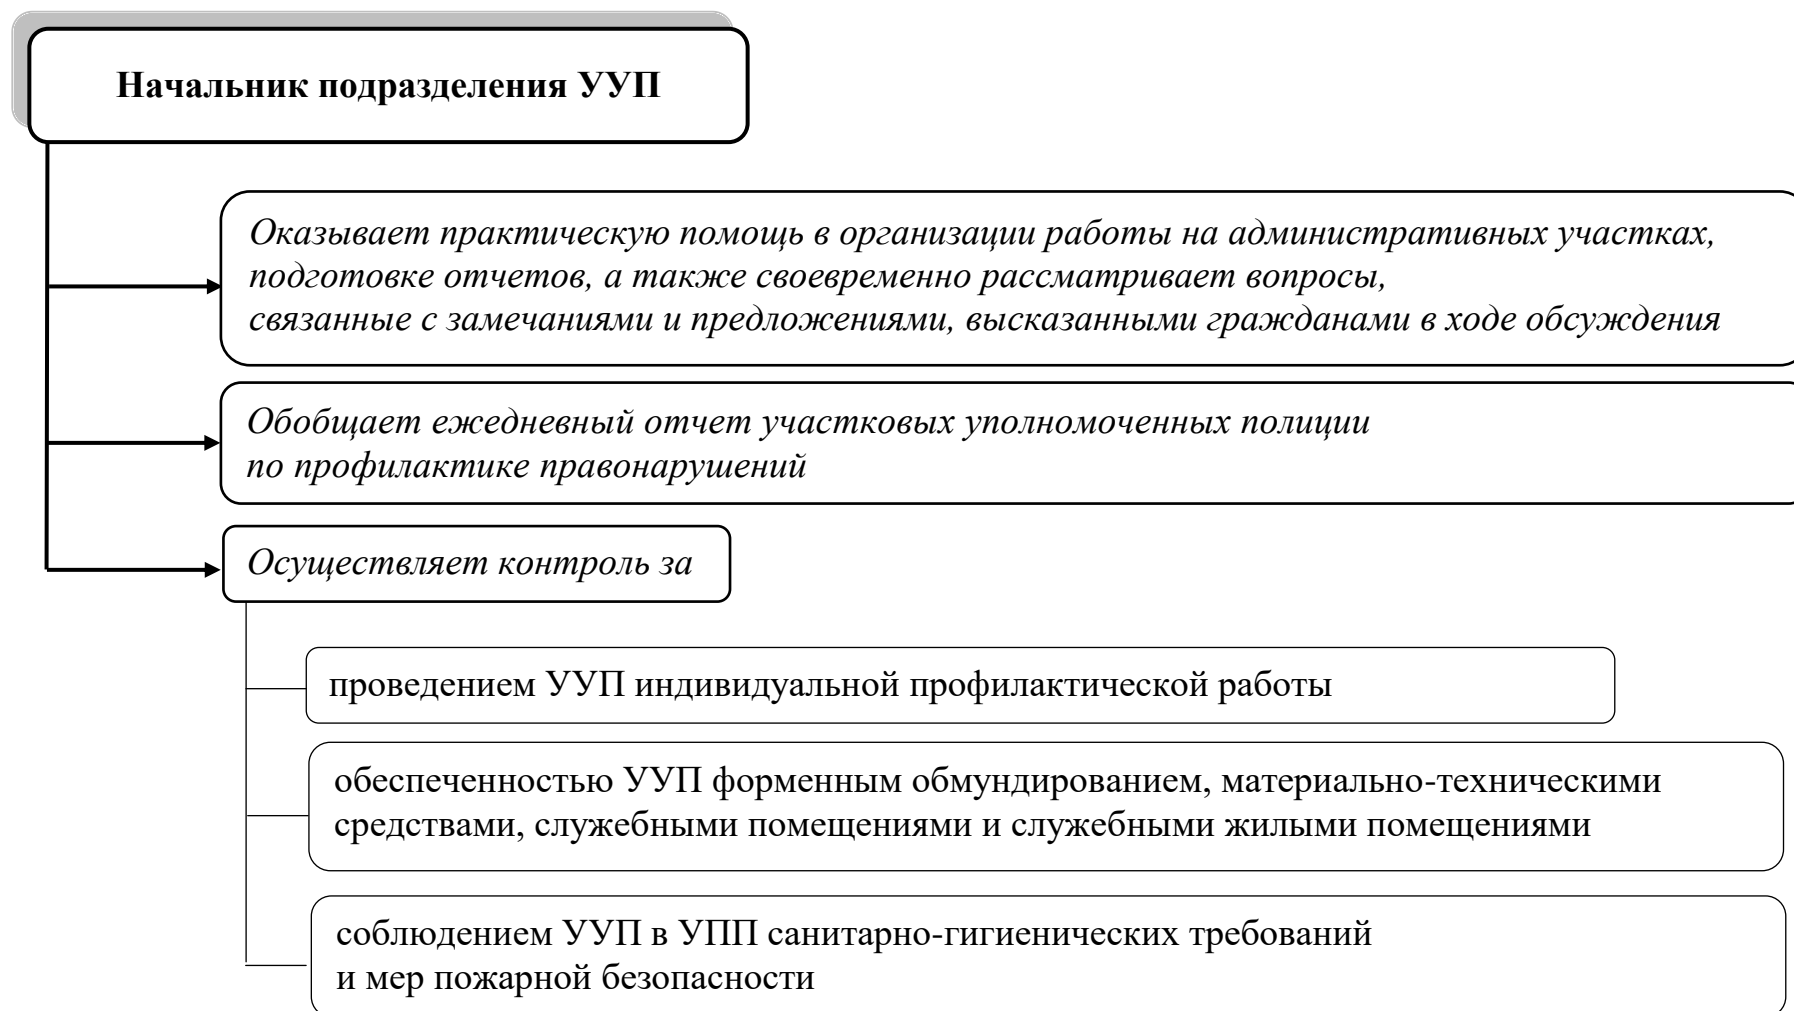 Начальник подразделения УУП
Оказывает практическую помощь в организации работы на административных участках,
подготовке отчетов, а также своевременно рассматривает вопросы,
связанные с замечаниями и предложениями, высказанными гражданами в ходе обсуждения
Обобщает ежедневный отчет участковых уполномоченных полиции
по профилактике правонарушений
Осуществляет контроль за
проведением УУП индивидуальной профилактической работы
обеспеченностью УУП форменным обмундированием, материально-техническими
средствами, служебными помещениями и служебными жилыми помещениями
соблюдением УУП в УПП санитарно-гигиенических требований
и мер пожарной безопасности